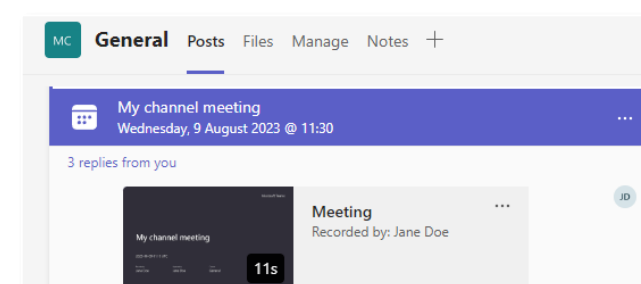 MC General Posts Files Manage Notes
My channel meeting
Wednesday, 9 August 2023 @ 11:30
3 replies from you
My channel meeting
11s
Meeting
Recorded by: Jane Doe
JD